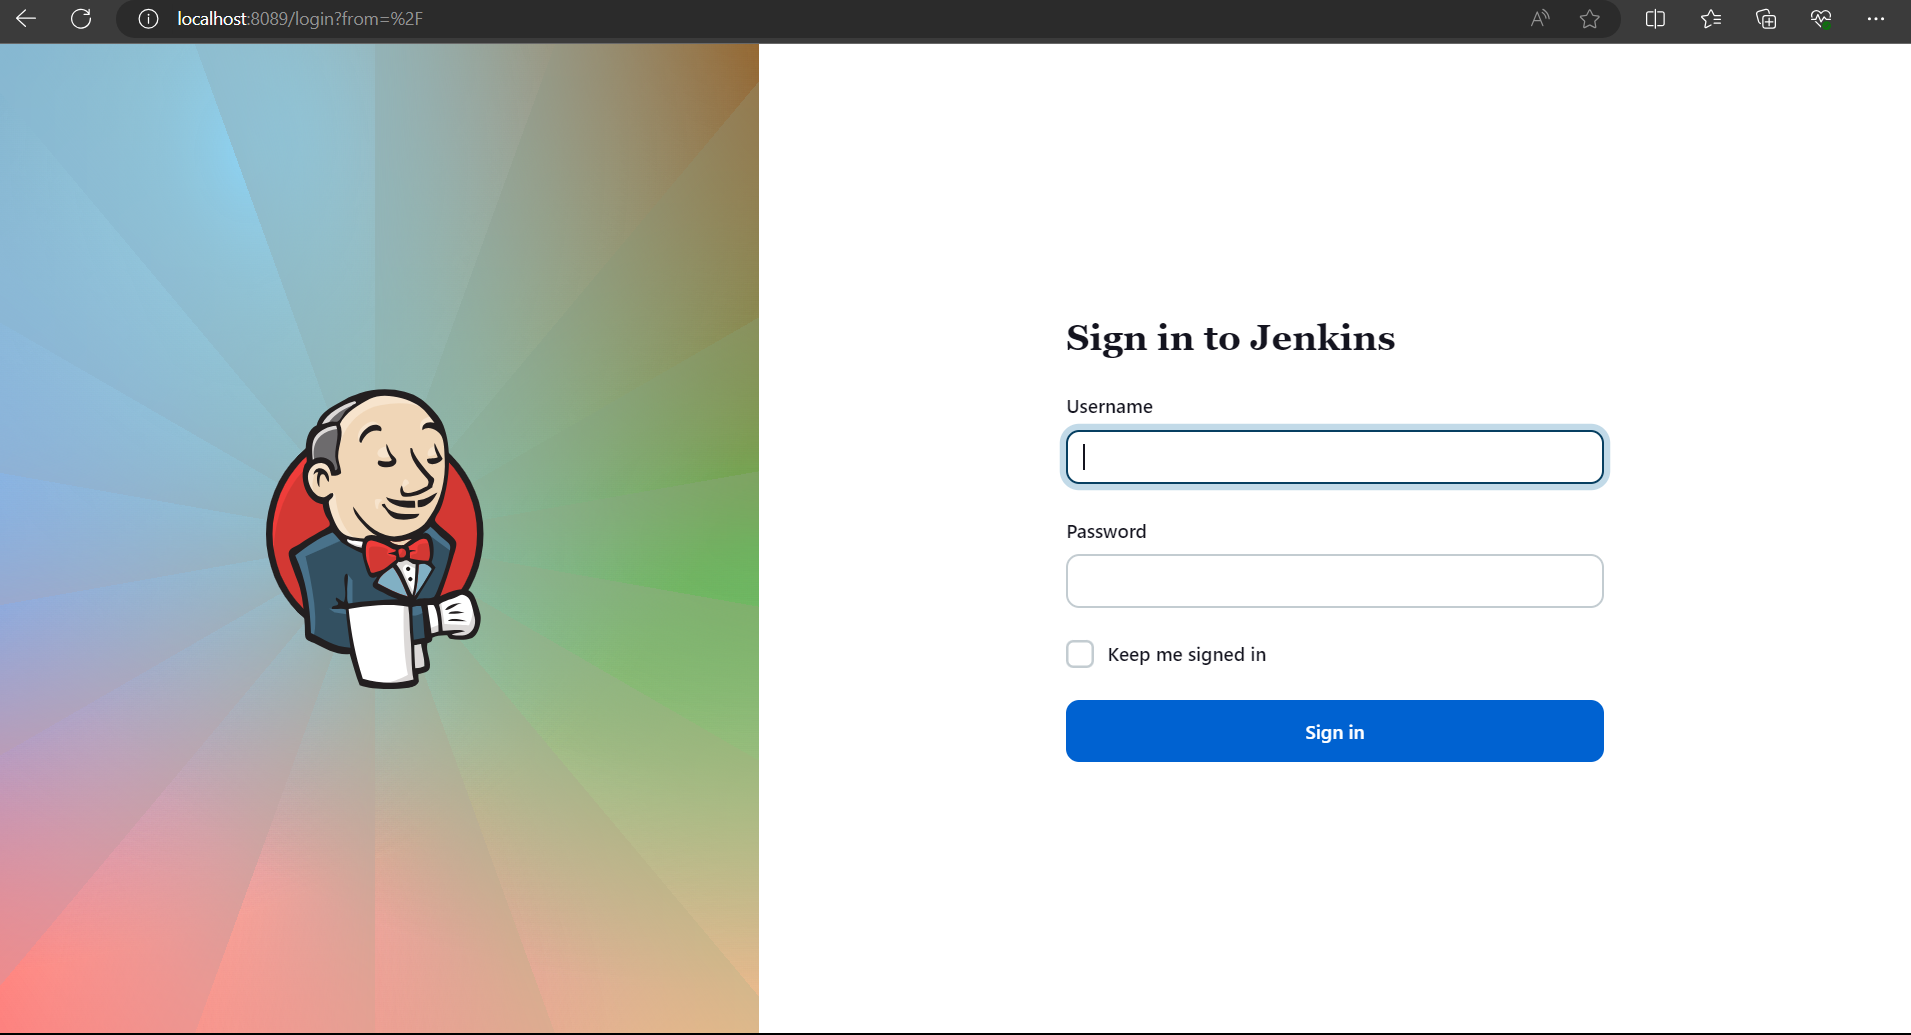 localhost:8089/login?from=%2F
Sign in to Jenkins
Username
Password
Keep me signed in
Sign in